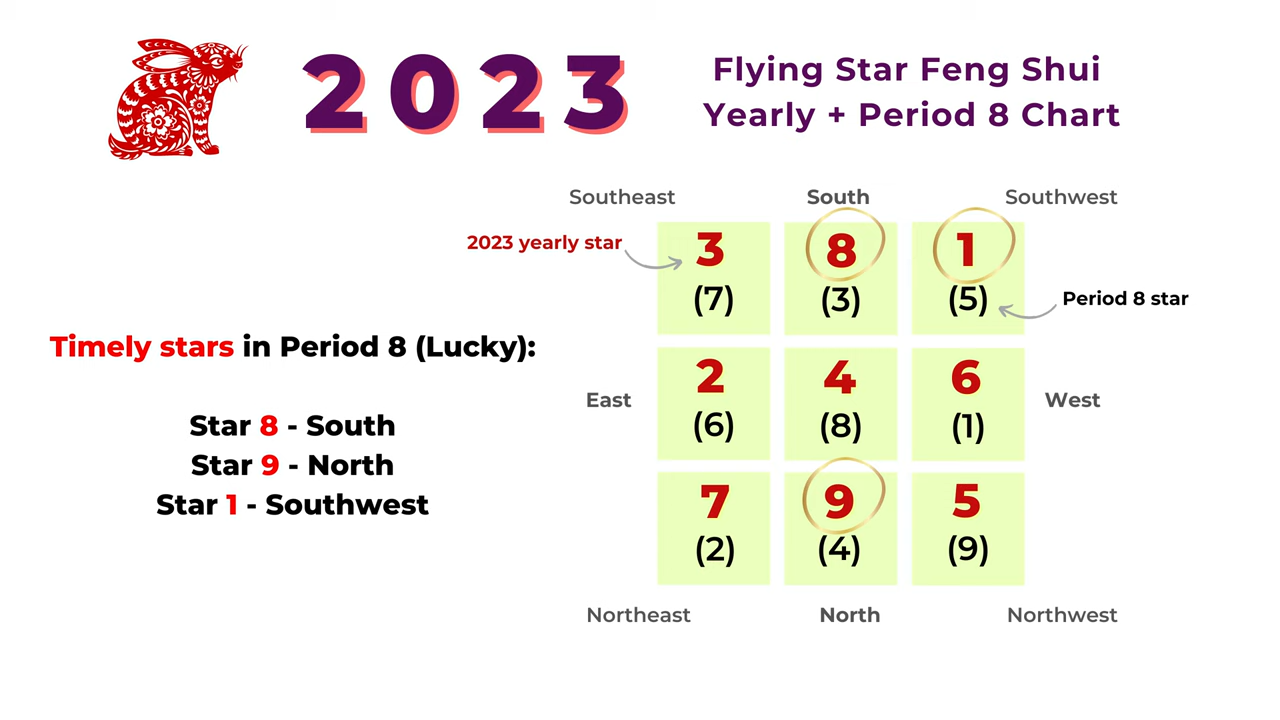 2023
Flying Star Feng Shui
Yearly + Period 8 Chart
Timely stars in Period 8 (Lucky):
Star 8 - South
Star 9 - North
Star 1 - Southwest
Southeast South Southwest
2023 yearly star
3 8 1
(7) (3) (5)
Period 8 star
2 4 6
East West
(6) (8) (1)
7 9 5
(2) (4) (9)
Northeast North Northwest